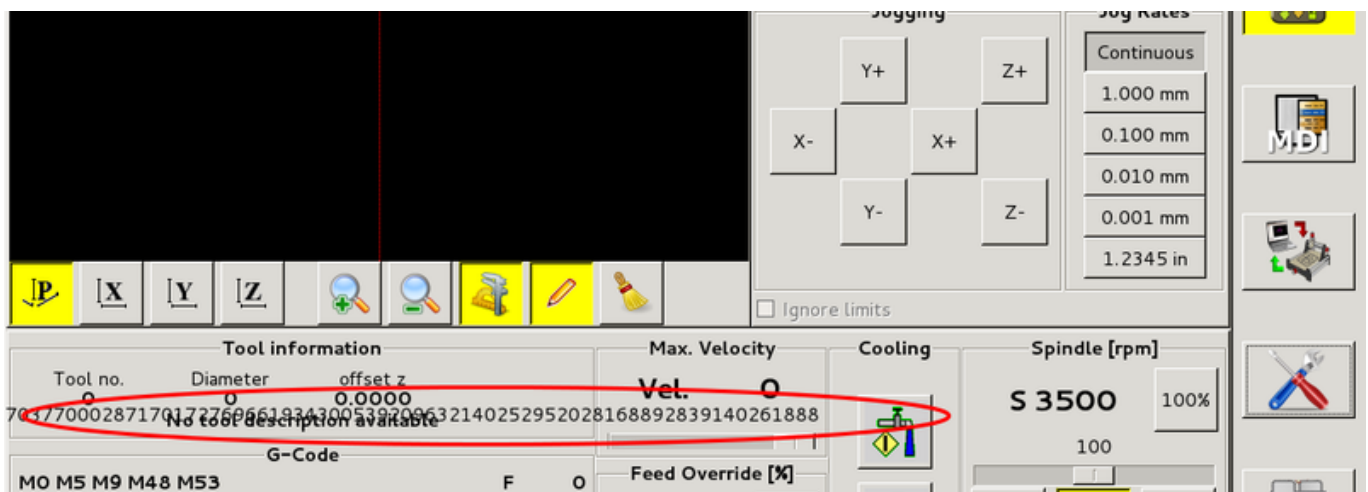 Jogging
Jog Rates
Continuous
Y+
Z+
1.000 mm
X-
X+
0.100 mm
MDI
0.010 mm
Y-
Z-
0.001 mm
1.2345 in
P
X
Y
Z
Ignore limits
Tool information
Max. Velocity
Cooling
Spindle [rpm]
Tool no.
Diameter
offset z
0
0
0.0000
Vel.
0
S 3500
100%
No tool description available
100
G-Code
M0 M5 M9 M48 M53
F
0
Feed Override [%]